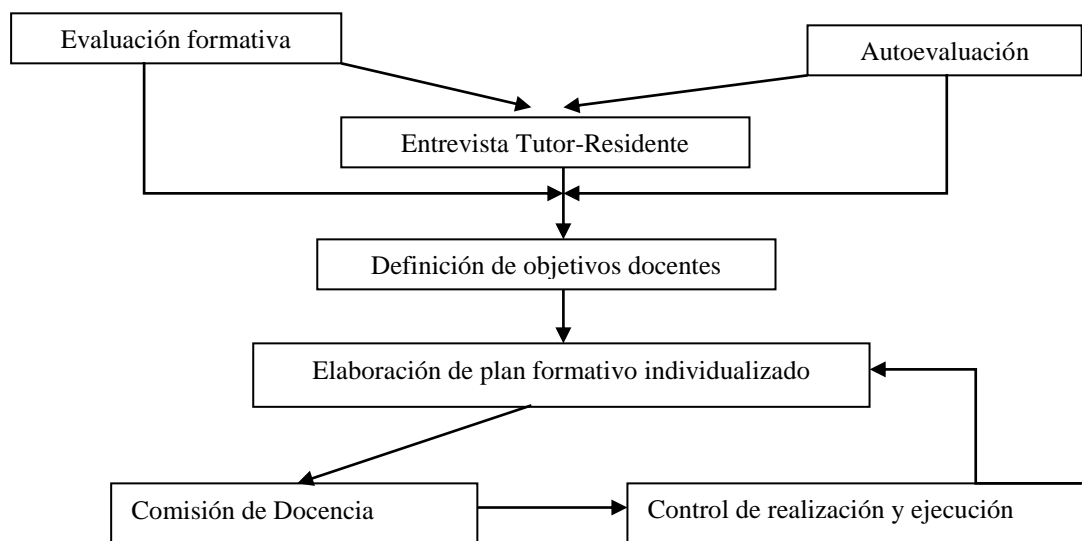 Evaluación formativa
Autoevaluación
Entrevista Tutor-Residente
Definición de objetivos docentes
Elaboración de plan formativo individualizado
Comisión de Docencia
Control de realización y ejecución